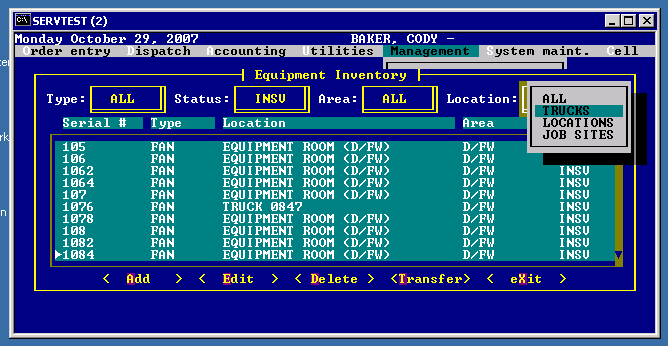 SERVTEST (2)
Monday October 29, 2007 BAKER, CODY -
Order entry Dispatch Accounting Utilities Management System maint. Cell
Equipment Inventory
Type: ALL Status: INSV Area: ALL Location:
ALL
TRUCKS
LOCATIONS
JOB SITES
Serial # Type Location Area
105 FAN EQUIPMENT ROOM (D/FW) D/FW
106 FAN EQUIPMENT ROOM (D/FW) D/FW
1062 FAN EQUIPMENT ROOM (D/FW) D/FW INSV
1064 FAN EQUIPMENT ROOM (D/FW) D/FW INSV
107 FAN EQUIPMENT ROOM (D/FW) D/FW INSV
1076 FAN TRUCK 0847 D/FW INSV
1078 FAN EQUIPMENT ROOM (D/FW) D/FW INSV
108 FAN EQUIPMENT ROOM (D/FW) D/FW INSV
1082 FAN EQUIPMENT ROOM (D/FW) D/FW INSV
1084 FAN EQUIPMENT ROOM (D/FW) D/FW INSV
< Add > < Edit > < Delete > <Transfer> < eXit >